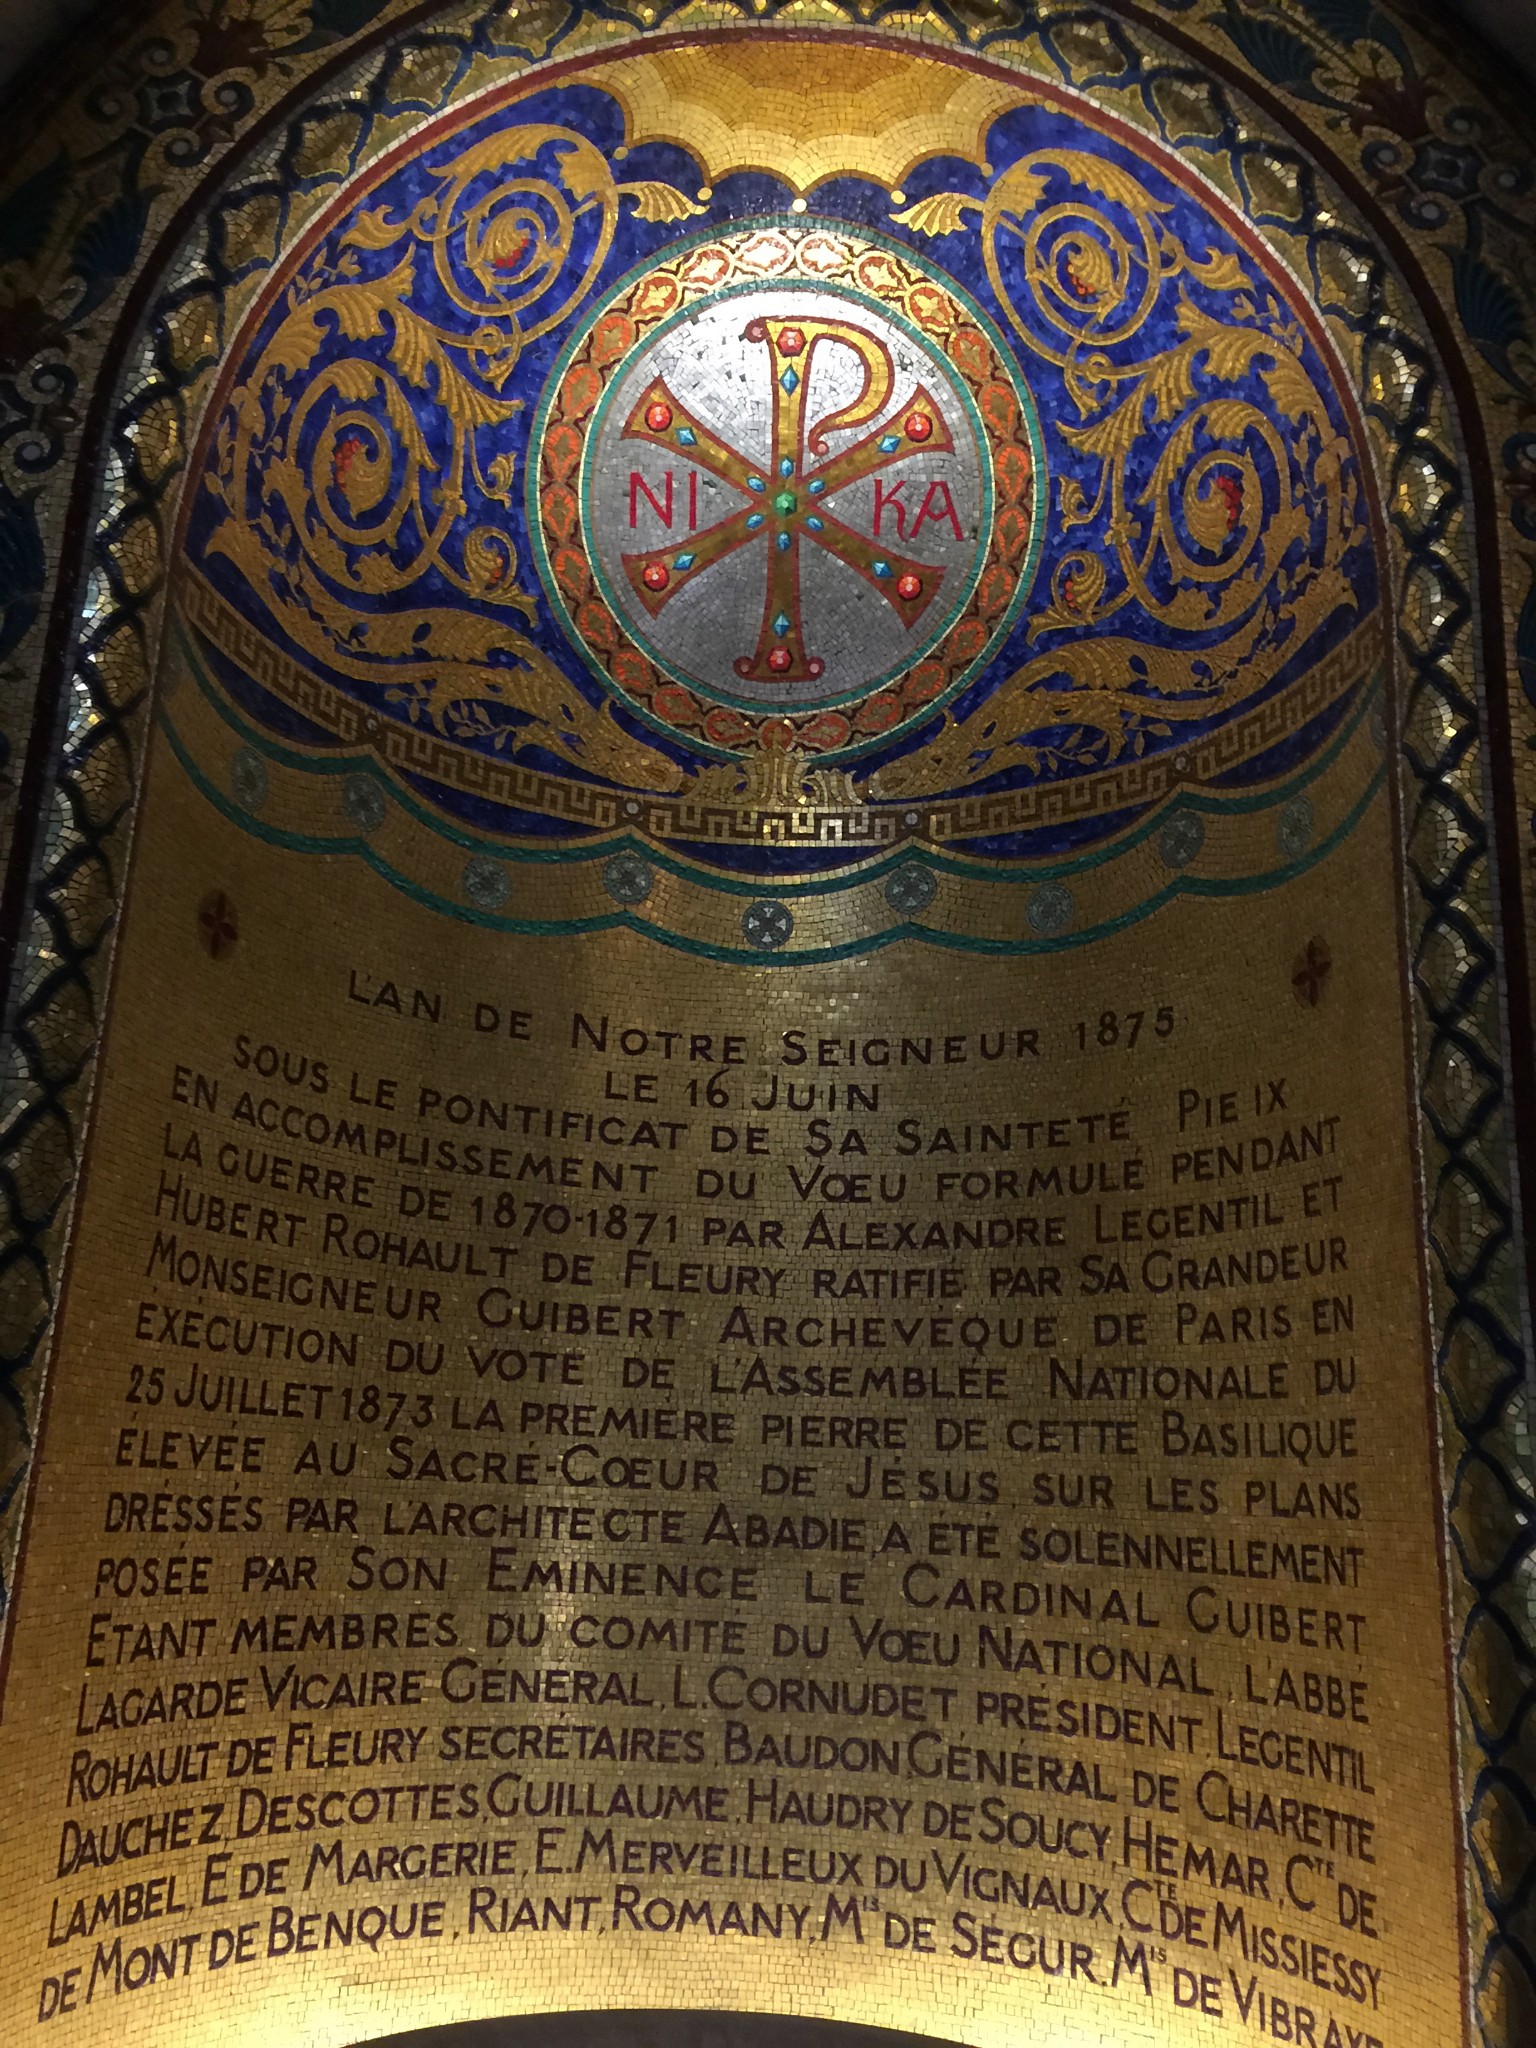 NI KA
L'AN DE NOTRE SEIGNEUR 1875
LE 16 JUIN
SOUS LE PONTIFICAT DE SA SAINTETÉ PIE IX
EN ACCOMPLISSEMENT DU VŒU FORMULÉ PENDANT
LA GUERRE DE 1870-1871 PAR ALEXANDRE LEGENTIL ET
HUBERT ROHAULT DE FLEURY RATIFIÉ PAR SA GRANDEUR
MONSEIGNEUR GUIBERT ARCHEVÊQUE DE PARIS EN
EXÉCUTION DU VOTE DE L'ASSEMBLÉE NATIONALE DU
25 JUILLET 1873 LA PREMIÈRE PIERRE DE CETTE BASILIQUE
ÉLEVÉE AU SACRÉ-CŒUR DE JÉSUS, SUR LES PLANS
DRÉSSÉS PAR L'ARCHITECTE ABADIE, A ÉTÉ SOLENNELLEMENT
POSÉE PAR SON EMINENCE LE CARDINAL GUIBERT
ETANT MEMBRES DU COMITÉ DU VŒU NATIONAL, L'ABBÉ
LAGARDE VICAIRE GÉNÉRAL, L. CORNUDET PRÉSIDENT, LEGENTIL
ROHAULT DE FLEURY SECRÉTAIRES, BAUDON, GÉNÉRAL DE CHARETTE
DAUCHEZ, DESCOTTES, GUILLAUME, HAUDRY DE SOUCY, HEMAR, CTE DE
LAMBEL, E DE MARGERIE, E. MERVEILLEUX DU VIGNAUX, CTE DE MISSIESSY
DE MONT DE BENQUE, RIANT, ROMANY, MIS DE SÉGUR, MIS DE VIBRAYE